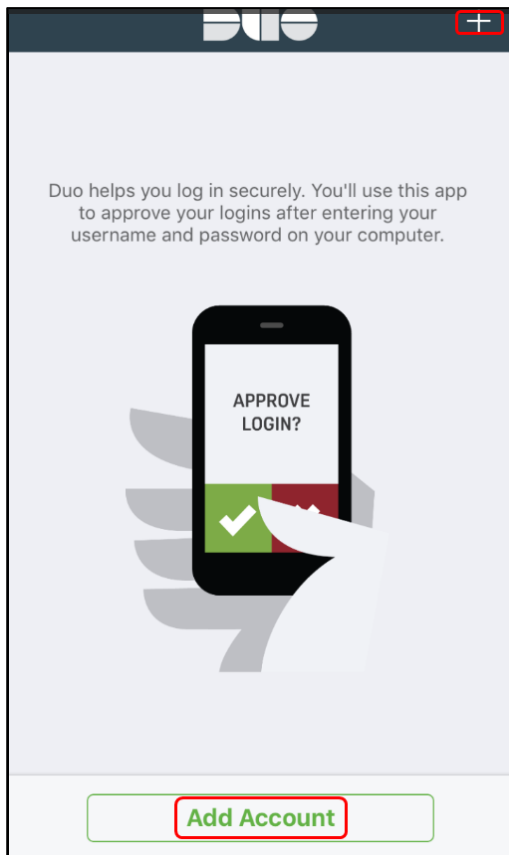 DUO
+
Duo helps you log in securely. You'll use this app
to approve your logins after entering your
username and password on your computer.
APPROVE
LOGIN?
Add Account